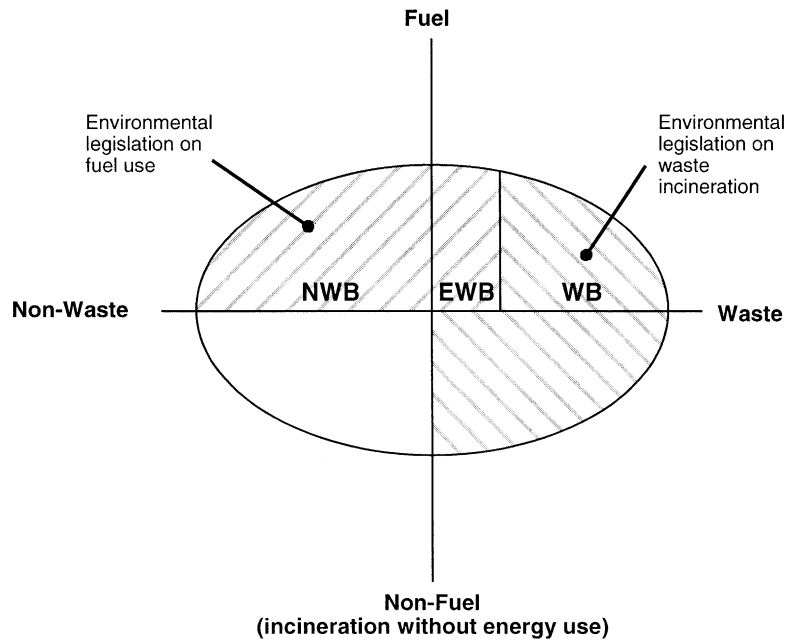 Fuel
Environmental
legislation on
fuel use
Environmental
legislation on
waste
incineration
NWB
EWB
WB
Non-Waste
Waste
Non-Fuel
(incineration without energy use)